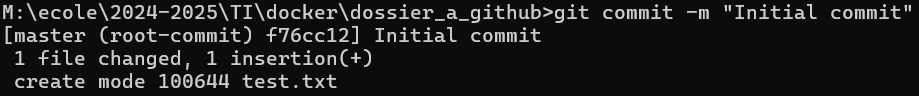 M:\ecole\2024-2025\TI\docker\dossier_a_github>git commit -m "Initial commit"
[master (root-commit) f76cc12] Initial commit
 1 file changed, 1 insertion(+)
 create mode 100644 test.txt